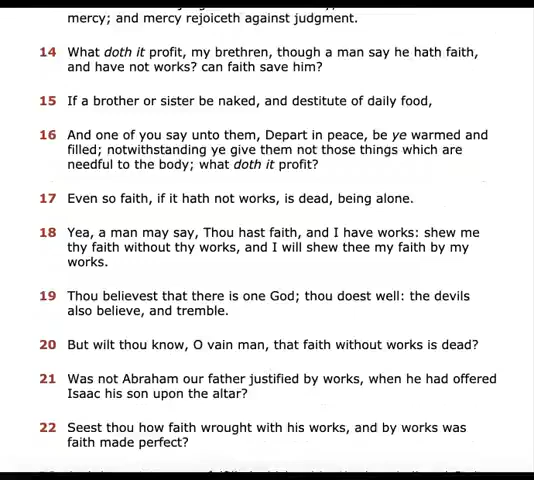 mercy; and mercy rejoiceth against judgment.
14 What doth it profit, my brethren, though a man say he hath faith,
and have not works? can faith save him?
15 If a brother or sister be naked, and destitute of daily food,
16 And one of you say unto them, Depart in peace, be ye warmed and
filled; notwithstanding ye give them not those things which are
needful to the body; what doth it profit?
17 Even so faith, if it hath not works, is dead, being alone.
18 Yea, a man may say, Thou hast faith, and I have works: shew me
thy faith without thy works, and I will shew thee my faith by my
works.
19 Thou believest that there is one God; thou doest well: the devils
also believe, and tremble.
20 But wilt thou know, O vain man, that faith without works is dead?
21 Was not Abraham our father justified by works, when he had offered
Isaac his son upon the altar?
22 Seest thou how faith wrought with his works, and by works was
faith made perfect?